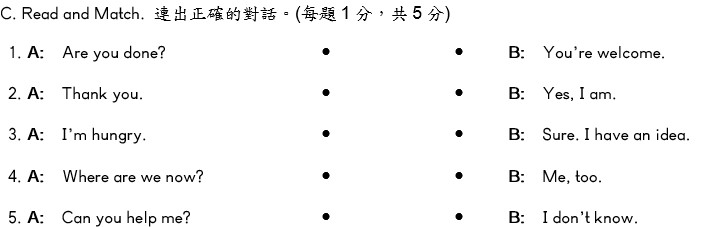 C. Read and Match. 連出正確的對話。(每題 1 分，共 5 分)
1. A: Are you done? • • B: You're welcome.
2. A: Thank you. • • B: Yes, I am.
3. A: I'm hungry. • • B: Sure. I have an idea.
4. A: Where are we now? • • B: Me, too.
5. A: Can you help me? • • B: I don't know.